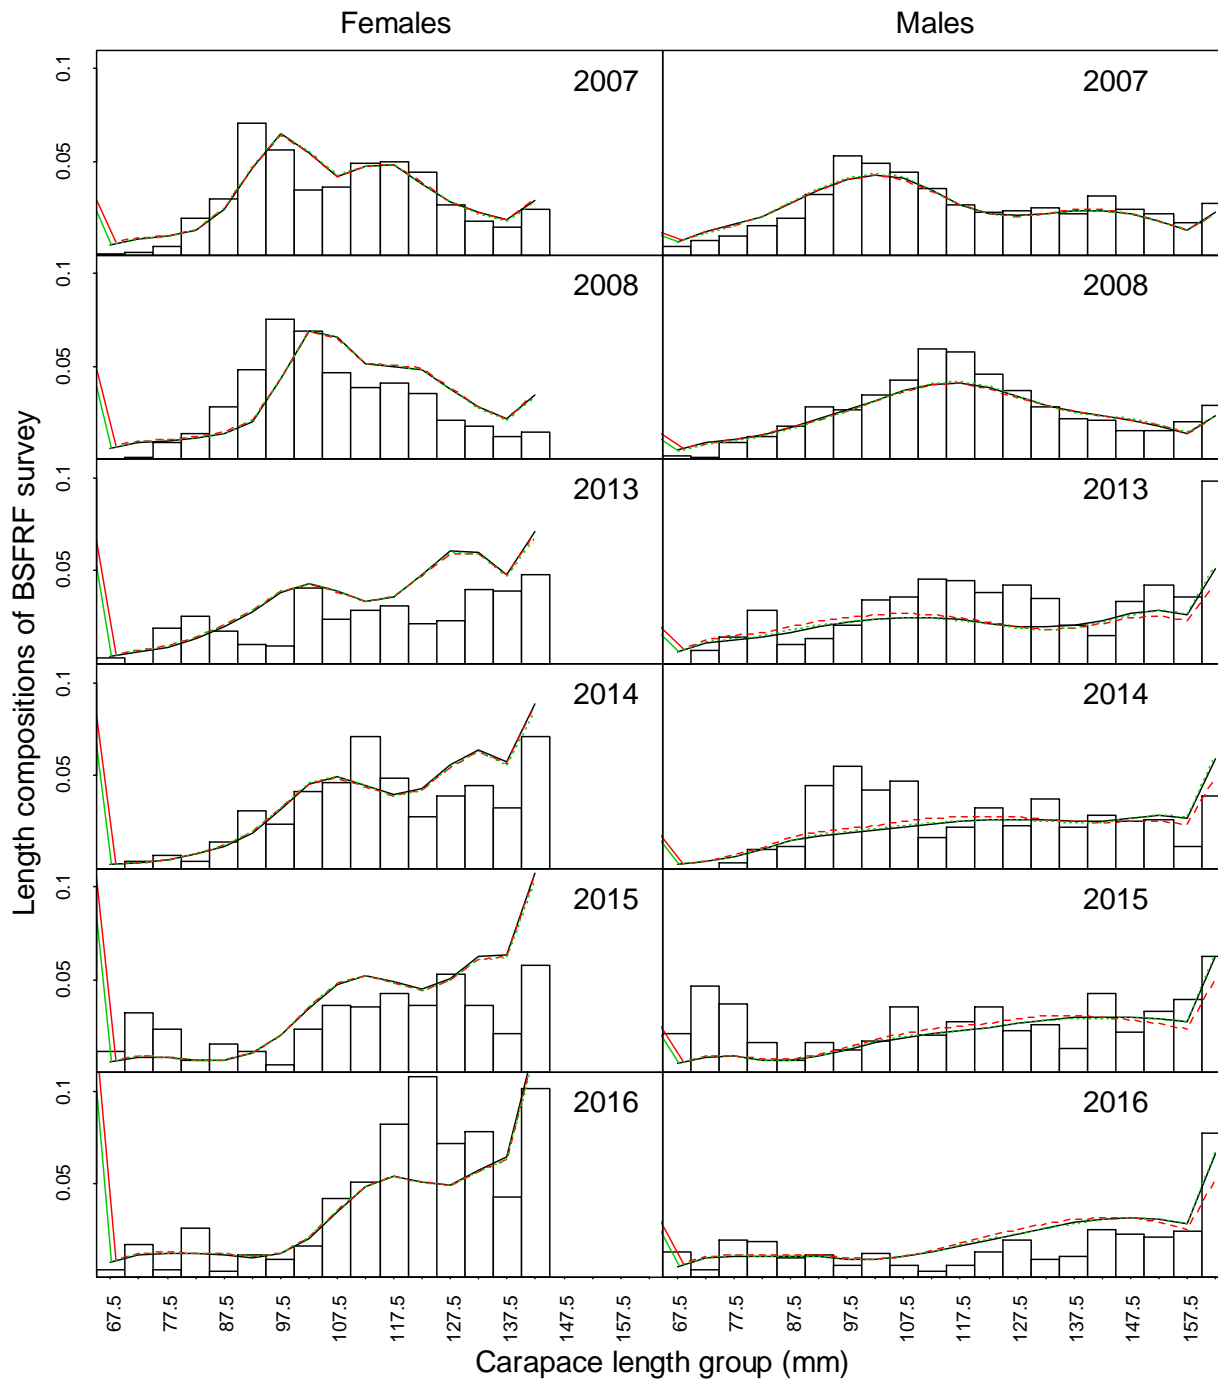 Females Males
Length compositions of BSFRF survey
0.1 0.05 2007 2007
0.1 0.05 2008 2008
0.1 0.05 2013 2013
0.1 0.05 2014 2014
0.1 0.05 2015 2015
0.1 0.05 2016 2016
67.5 77.5 87.5 97.5 107.5 117.5 127.5 137.5 147.5 157.5 67.5 77.5 87.5 97.5 107.5 117.5 127.5 137.5 147.5 157.5
Carapace length group (mm)